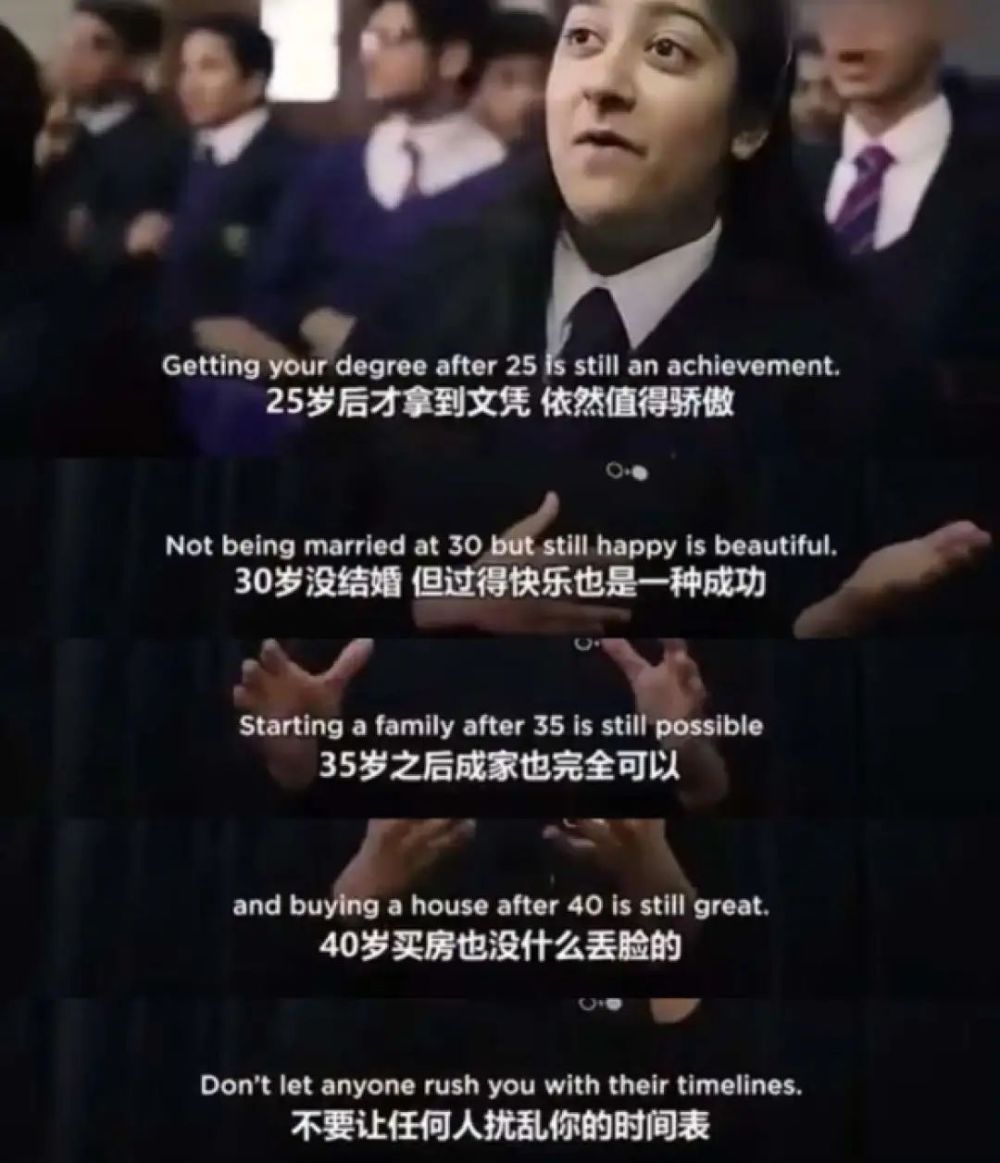 Getting your degree after 25 is still an achievement.
25岁后才拿到文凭 依然值得骄傲
Not being married at 30 but still happy is beautiful.
30岁没结婚 但过得快乐也是一种成功
Starting a family after 35 is still possible
35岁之后成家也完全可以
and buying a house after 40 is still great.
40岁买房也没什么丢脸的
Don't let anyone rush you with their timelines.
不要让任何人扰乱你的时间表